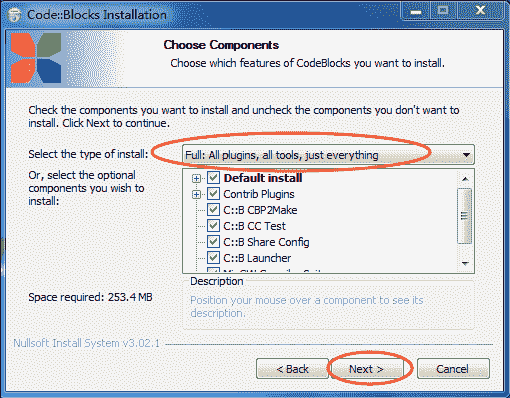 Code::Blocks Installation
Choose Components
Choose which features of CodeBlocks you want to install.
Check the components you want to install and uncheck the components you don't want to
install. Click Next to continue.
Select the type of install:
Full: All plugins, all tools, just everything
Or, select the optional
components you wish to
install:
Default install
Contrib Plugins
C::B CBP2Make
C::B CC Test
C::B Share Config
C::B Launcher
Space required: 253.4 MB
Description
Position your mouse over a component to see its
description.
Nullsoft Install System v3.02.1
< Back
Next >
Cancel